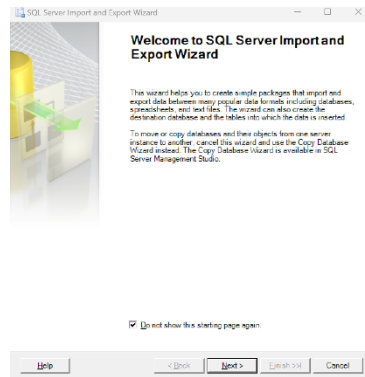 SQL Server Import and Export Wizard
Welcome to SQL Server Import and
Export Wizard
This wizard helps you to create simple packages that import and
export data between many popular data formats including databases,
spreadsheets, and text files. The wizard can also create the
destination database and the tables into which the data is inserted.
To move or copy databases and their objects from one server
instance to another, cancel this wizard and use the Copy Database
Wizard instead. The Copy Database Wizard is available in SQL
Server Management Studio.
Do not show this starting page again.
Help < Back Next > Finish >>| Cancel